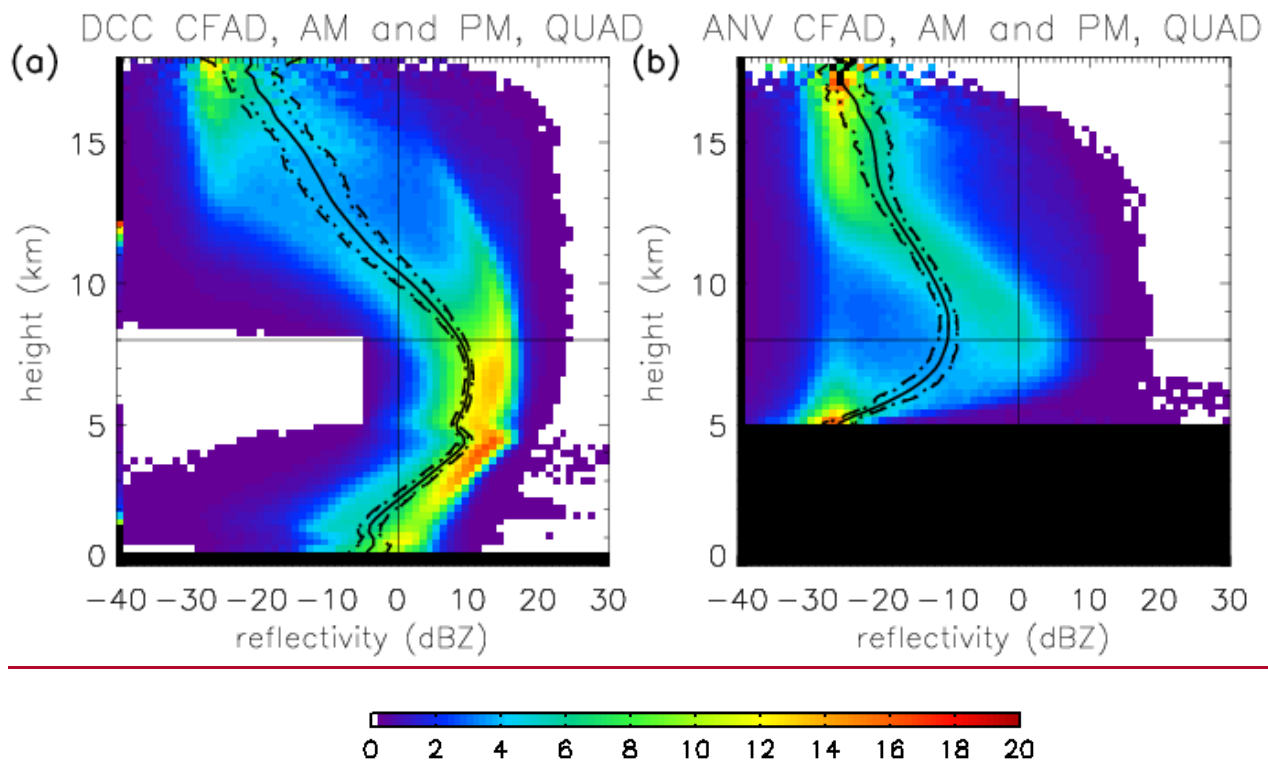 DCC CFAD, AM and PM, QUAD
ANV CFAD, AM and PM, QUAD
(a)
(b)
15
10
5
0
height (km)
−40 −30 −20 −10 0 10 20 30
reflectivity (dBZ)
15
10
5
0
height (km)
−40 −30 −20 −10 0 10 20 30
reflectivity (dBZ)
0 2 4 6 8 10 12 14 16 18 20